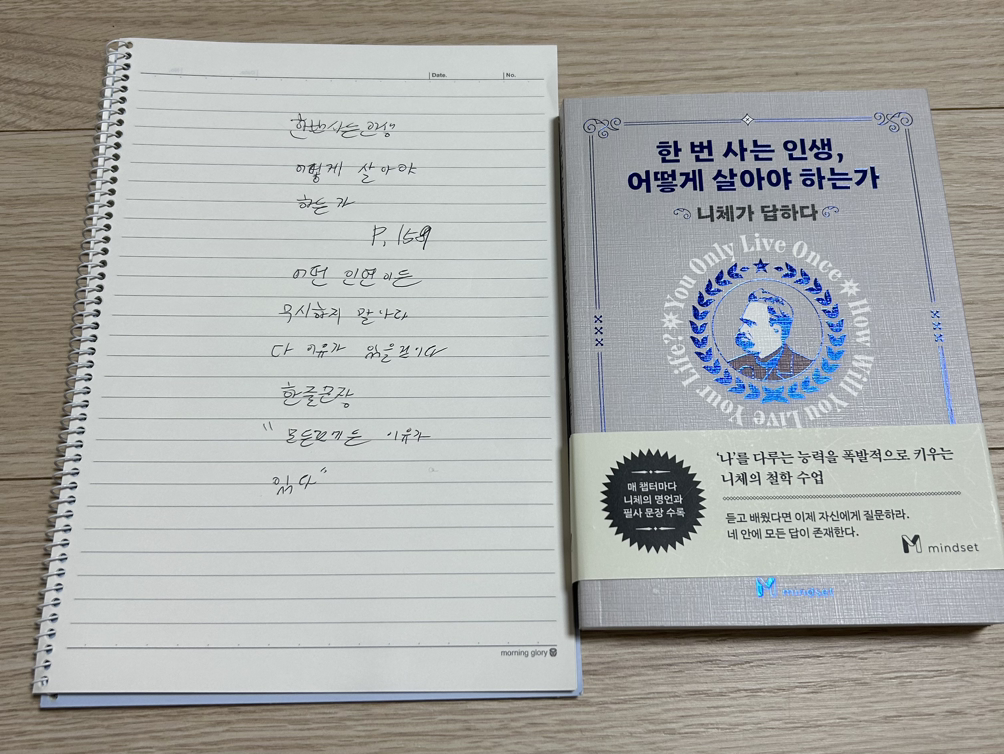 Date.
No.
한번사는인생
어떻게 살아야
하는가
P. 159
어떤 인연이든
무시하지 말아라
다 이유가 있을것이다
한글문장
"모든것에는 이유가
있다"
morning glory
한 번 사는 인생,
어떻게 살아야 하는가
니체가 답하다
You Only Live Once
How Will You Live Your Life?
매 챕터마다
니체의 명언과
필사 문장 수록
'나'를 다루는 능력을 폭발적으로 키우는
니체의 철학 수업
듣고 배웠다면 이제 자신에게 질문하라.
네 안에 모든 답이 존재한다.
mindset
mindset